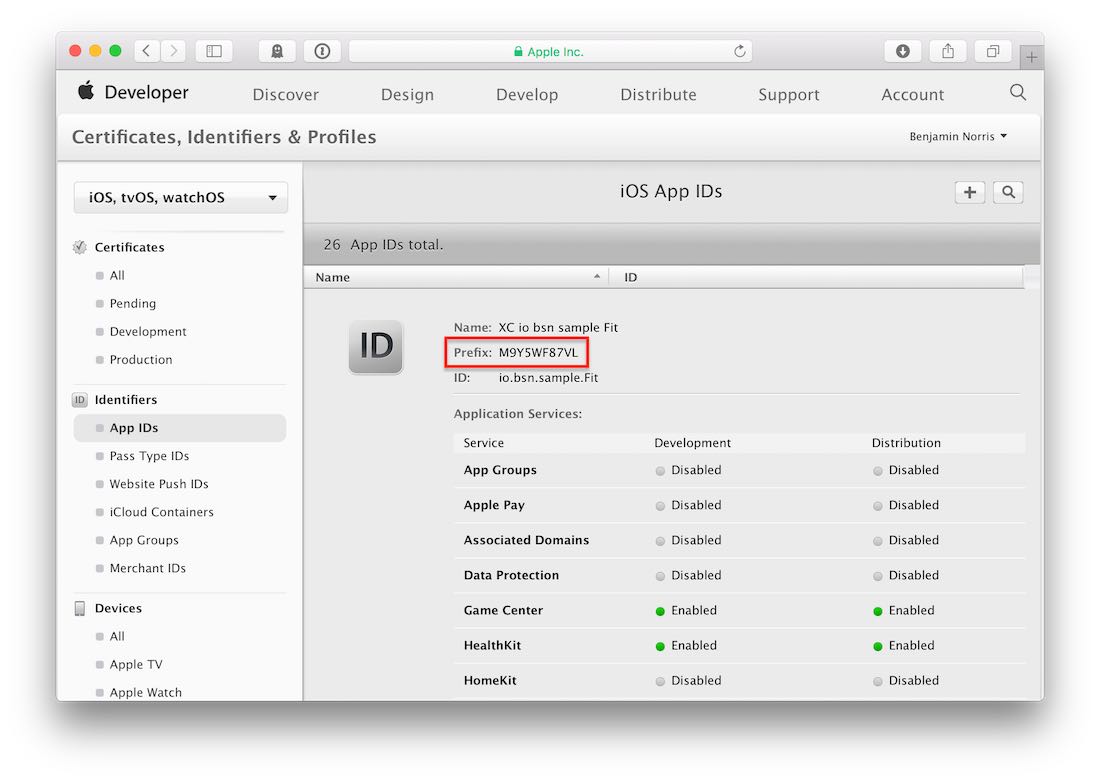 Apple Inc.
Developer Discover Design Develop Distribute Support Account
Certificates, Identifiers & Profiles
Benjamin Norris
iOS, tvOS, watchOS
Certificates
All
Pending
Development
Production
ID Identifiers
App IDs
Pass Type IDs
Website Push IDs
iCloud Containers
App Groups
Merchant IDs
Devices
All
Apple TV
Apple Watch
iOS App IDs
26 App IDs total.
Name ID
ID
Name: XC io bsn sample Fit
Prefix: M9Y5WF87VL
ID: io.bsn.sample.Fit
Application Services:
Service Development Distribution
App Groups Disabled Disabled
Apple Pay Disabled Disabled
Associated Domains Disabled Disabled
Data Protection Disabled Disabled
Game Center Enabled Enabled
HealthKit Enabled Enabled
HomeKit Disabled Disabled